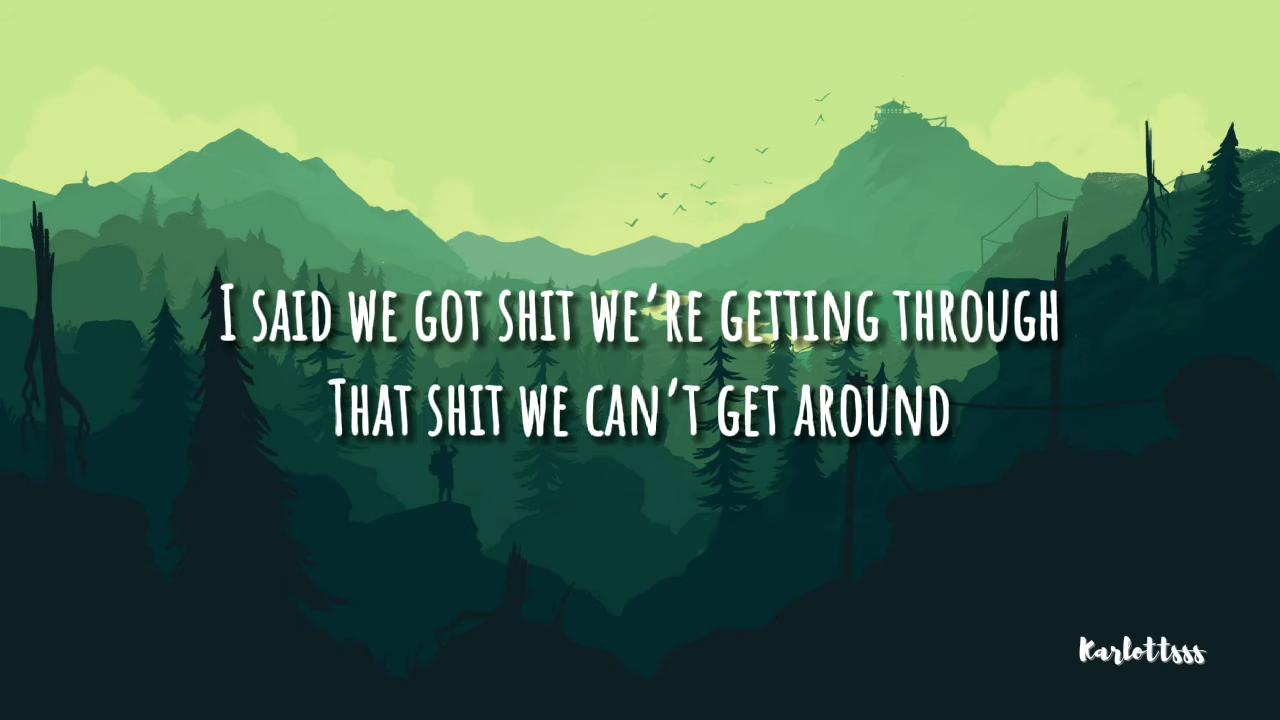 I SAID WE GOT SHIT WE'RE GETTING THROUGH
THAT SHIT WE CAN'T GET AROUND
Karlottsss